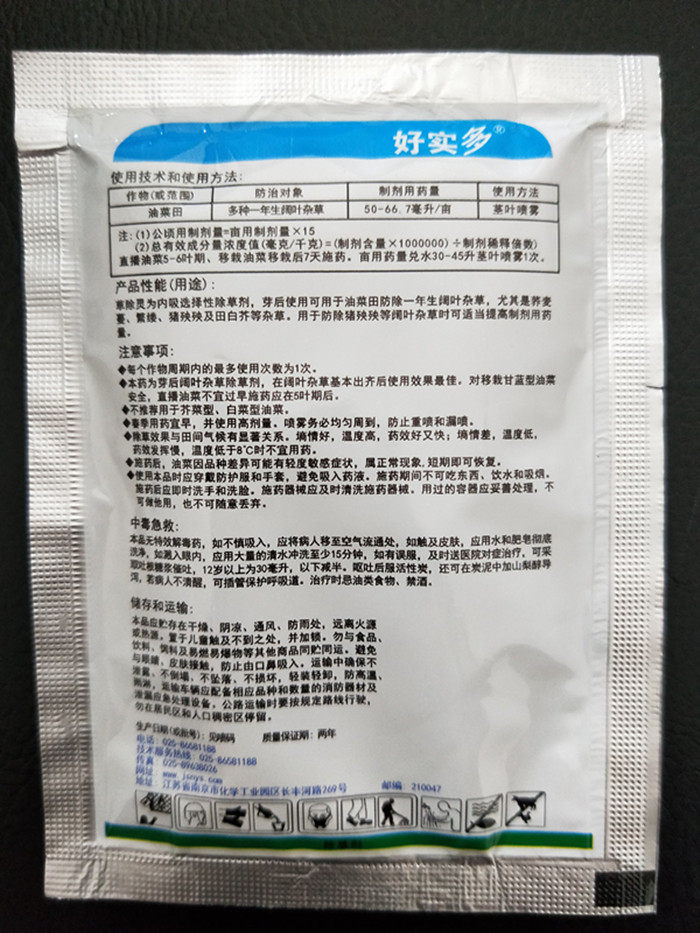 好实多®
使用技术和使用方法:
作物(或范围) 防治对象 制剂用药量 使用方法
油菜田 多种一年生阔叶杂草 50-66.7毫升/亩 茎叶喷雾
注:(1)公顷用制剂量=亩用制剂量×15
(2)总有效成分量浓度值(毫克/千克)=(制剂含量×1000000)÷制剂稀释倍数)
直播油菜5-6叶期、移栽油菜移栽后7天施药。亩用药量兑水30-45升茎叶喷雾1次。
产品性能(用途):
草除灵为内吸选择性除草剂,芽后使用可用于油菜田防除一年生阔叶杂草,尤其是荞麦
蔓、繁缕、猪殃殃及田白芥等杂草。用于防除猪殃殃等阔叶杂草时可适当提高制剂用药
量。
注意事项:
◆每个作物周期内的最多使用次数为1次。
◆本药为芽后阔叶杂草除草剂,在阔叶杂草基本出齐后使用效果最佳。对移栽甘蓝型油菜
安全,直播油菜不宜过早施药应在5叶期后。
◆不推荐用于芥菜型、白菜型油菜。
◆春季用药宜早,并使用高剂量。喷雾务必均匀周到,防止重喷和漏喷。
◆除草效果与田间气候有显著关系。墒情好,温度高,药效好又快;墒情差,温度低,
药效发挥慢,温度低于8℃时不宜用药。
◆施药后,油菜因品种差异可能有轻度敏感症状,属正常现象,短期即可恢复。
◆使用本品时应穿戴防护服和手套,避免吸入药液。施药期间不可吃东西、饮水和吸烟。
施药后应即时洗手和洗脸。施药器械应及时清洗施药器械。用过的容器应妥善处理,不
可做他用,也不可随意丢弃。
中毒急救:
本品无特效解毒药,如不慎吸入,应将病人移至空气流通处,如触及皮肤,应用水和肥皂彻底
洗净,如溅入眼内,应用大量的清水冲洗至少15分钟,如有误服,及时送医院对症治疗,可采
取吐根糖浆催吐,12岁以上为30毫升,以下减半。呕吐后服活性炭,还可在炭泥中加山梨醇导
泻,若病人不清醒,可插管保护呼吸道。治疗时忌油类食物、禁酒。
储存和运输:
本品应贮存在干燥、阴凉、通风、防雨处,远离火源
或热源。置于儿童触及不到之处,并加锁。勿与食品、
饮料、饲料及易燃易爆物等其他商品同贮同运。避免
与眼睛、皮肤接触,防止由口鼻吸入。运输中确保不
泄露、不倒塌、不坠落、不损坏,轻装轻卸,防高温、
雨淋,运输车辆应配备相应品种和数量的消防器材及
泄漏应急处理设备,公路运输时要按规定路线行驶,
勿在居民区和人口稠密区停留。
生产日期(或批号):见喷码 质量保证期:两年
电话:025-86581188
技术服务热线:025-86581188
传真:025-89638026
网址:www.jsnys.com
地址:江苏省南京市化学工业园区长丰河路269号 邮编 210047
除草剂